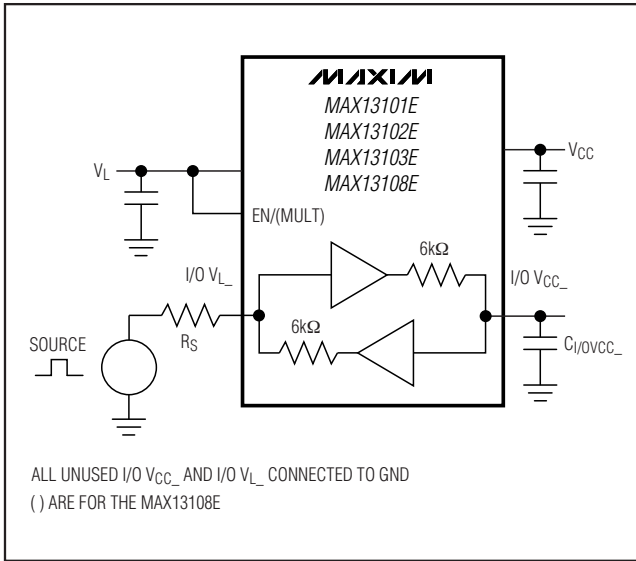 MAXIM
MAX13101E
MAX13102E
MAX13103E
MAX13108E
VL
VCC
EN/(MULT)
6kΩ
I/O VL_
I/O VCC_
6kΩ
RS
SOURCE
CI/OVCC_
ALL UNUSED I/O VCC_ AND I/O VL_ CONNECTED TO GND
( ) ARE FOR THE MAX13108E